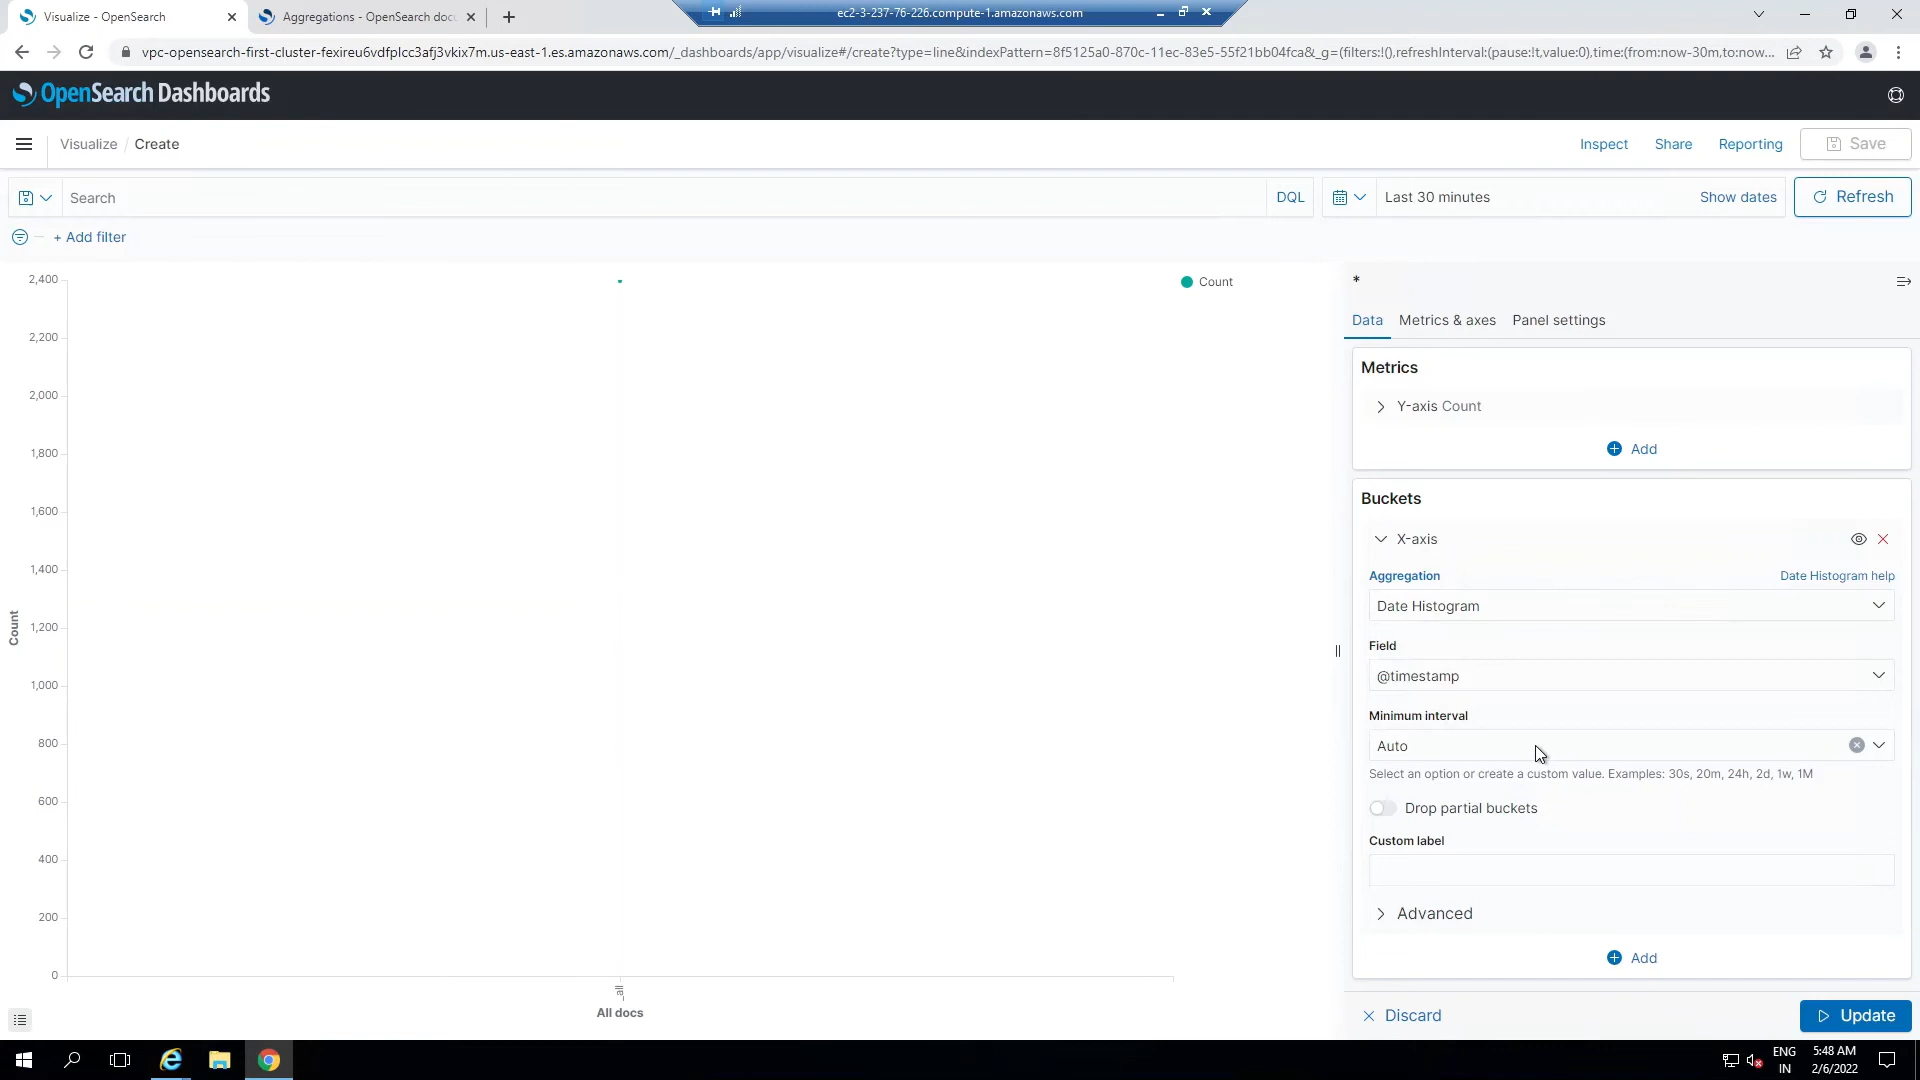 Visualize - OpenSearch
Aggregations - OpenSearch docu
ec2-3-237-76-226.compute-1.amazonaws.com
vpc-opensearch-first-cluster-fexireu6vdfplcc3afj3vkix7m.us-east-1.es.amazonaws.com/_dashboards/app/visualize#/create?type=line&indexPattern=8f5125a0-870c-11ec-83e5-55f21bb04fca&_g=(filters:!(),refreshInterval:(pause:!t,value:0),time:(from:now-30m,to:now...
OpenSearch Dashboards
Visualize / Create
Inspect
Share
Reporting
Save
Search
DQL
Last 30 minutes
Show dates
Refresh
+ Add filter
2,400
2,200
2,000
1,800
1,600
1,400
1,200
1,000
800
600
400
200
0
Count
_all
All docs
Count
*
Data
Metrics & axes
Panel settings
Metrics
Y-axis Count
Add
Buckets
X-axis
Aggregation
Date Histogram help
Date Histogram
Field
@timestamp
Minimum interval
Auto
Select an option or create a custom value. Examples: 30s, 20m, 24h, 2d, 1w, 1M
Drop partial buckets
Custom label
Advanced
Add
Discard
Update
ENG
IN
5:48 AM
2/6/2022